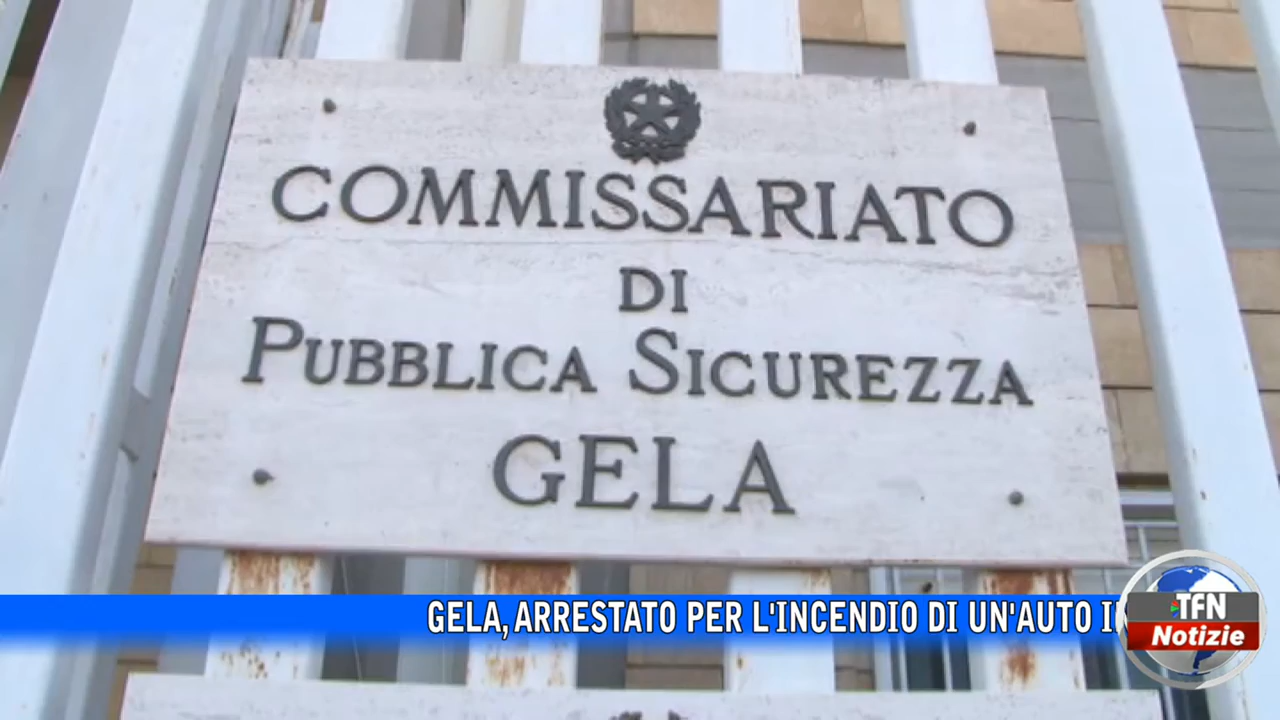 COMMISSARIATO
DI
PUBBLICA SICUREZZA
GELA
GELA, ARRESTATO PER L'INCENDIO DI UN'AUTO
TFN
Notizie